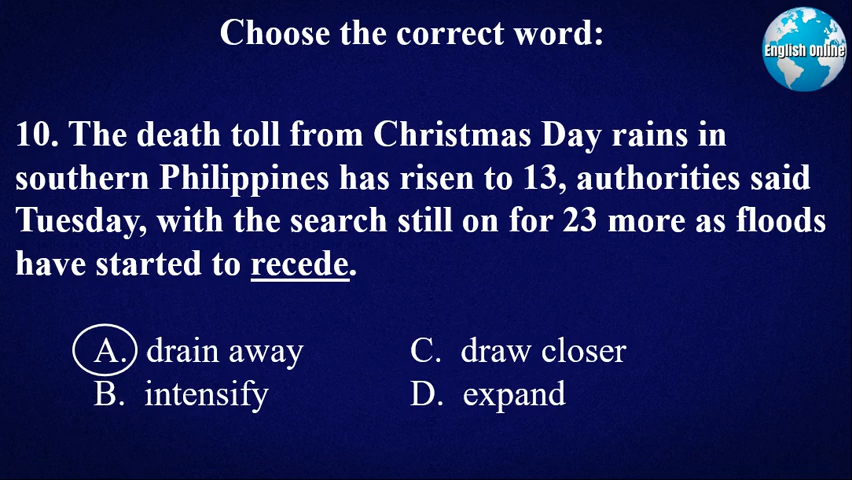 Choose the correct word:
English Online
10. The death toll from Christmas Day rains in
southern Philippines has risen to 13, authorities said
Tuesday, with the search still on for 23 more as floods
have started to recede.
A. drain away
C. draw closer
B. intensify
D. expand